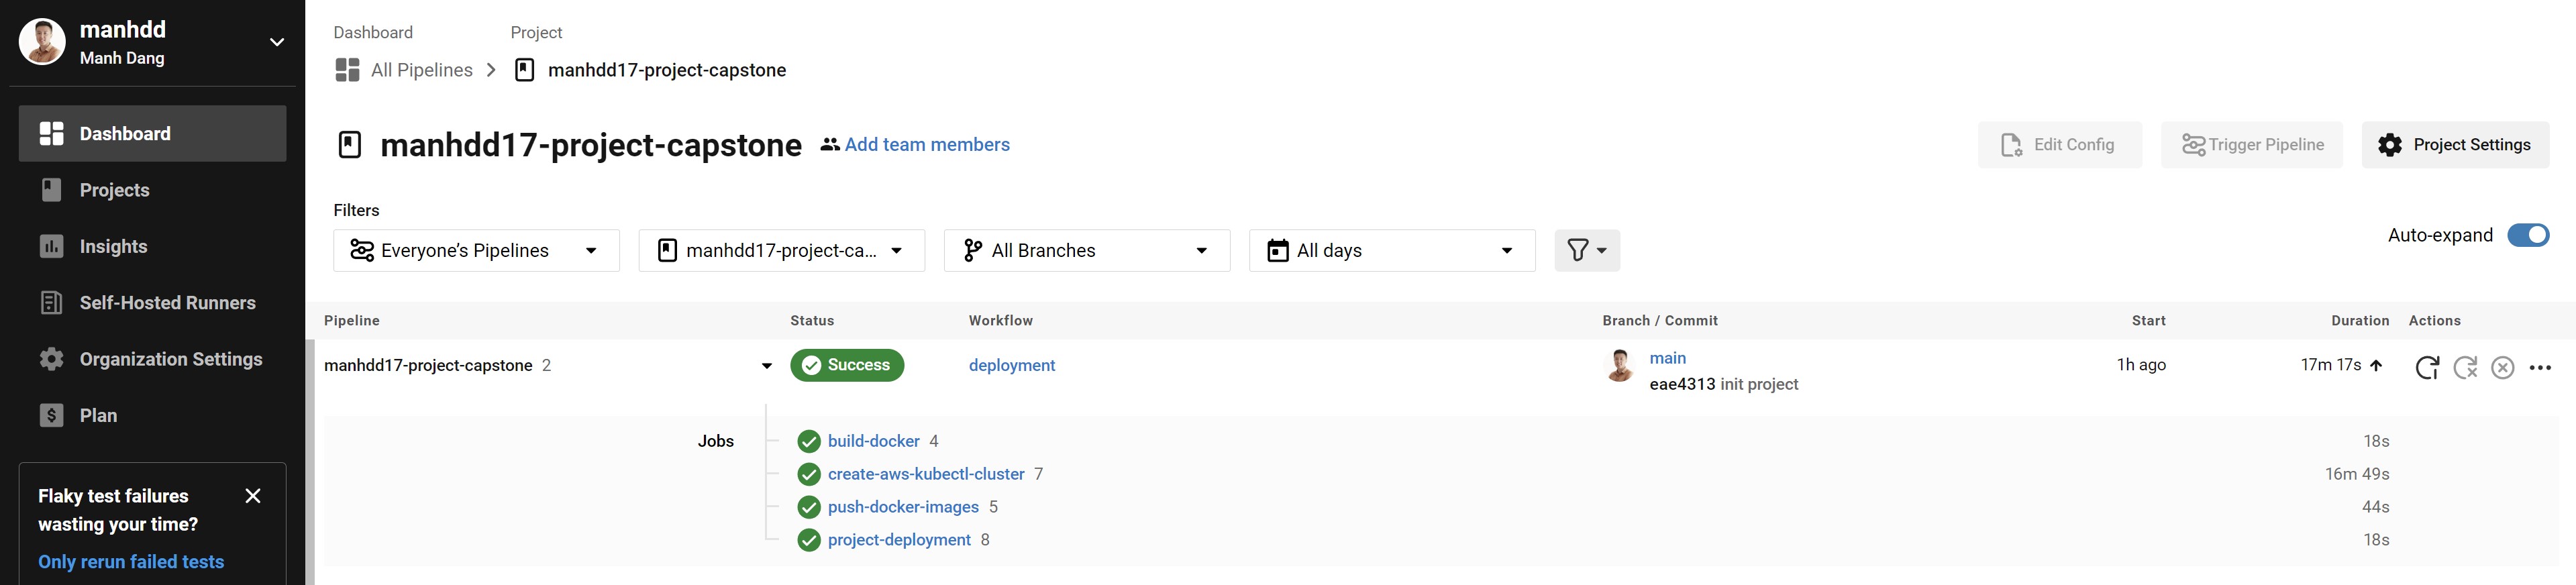 manhdd
Manh Dang
Dashboard
Projects
Insights
Self-Hosted Runners
Organization Settings
Plan
Flaky test failures
wasting your time?
Only rerun failed tests
Dashboard Project
All Pipelines manhdd17-project-capstone
manhdd17-project-capstone Add team members
Edit Config Trigger Pipeline Project Settings
Filters
Everyone’s Pipelines manhdd17-project-ca... All Branches All days
Auto-expand
Pipeline Status Workflow Branch / Commit Start Duration Actions
manhdd17-project-capstone 2 Success deployment main 1h ago 17m 17s
eae4313 init project
Jobs build-docker 4 18s
create-aws-kubectl-cluster 7 16m 49s
push-docker-images 5 44s
project-deployment 8 18s